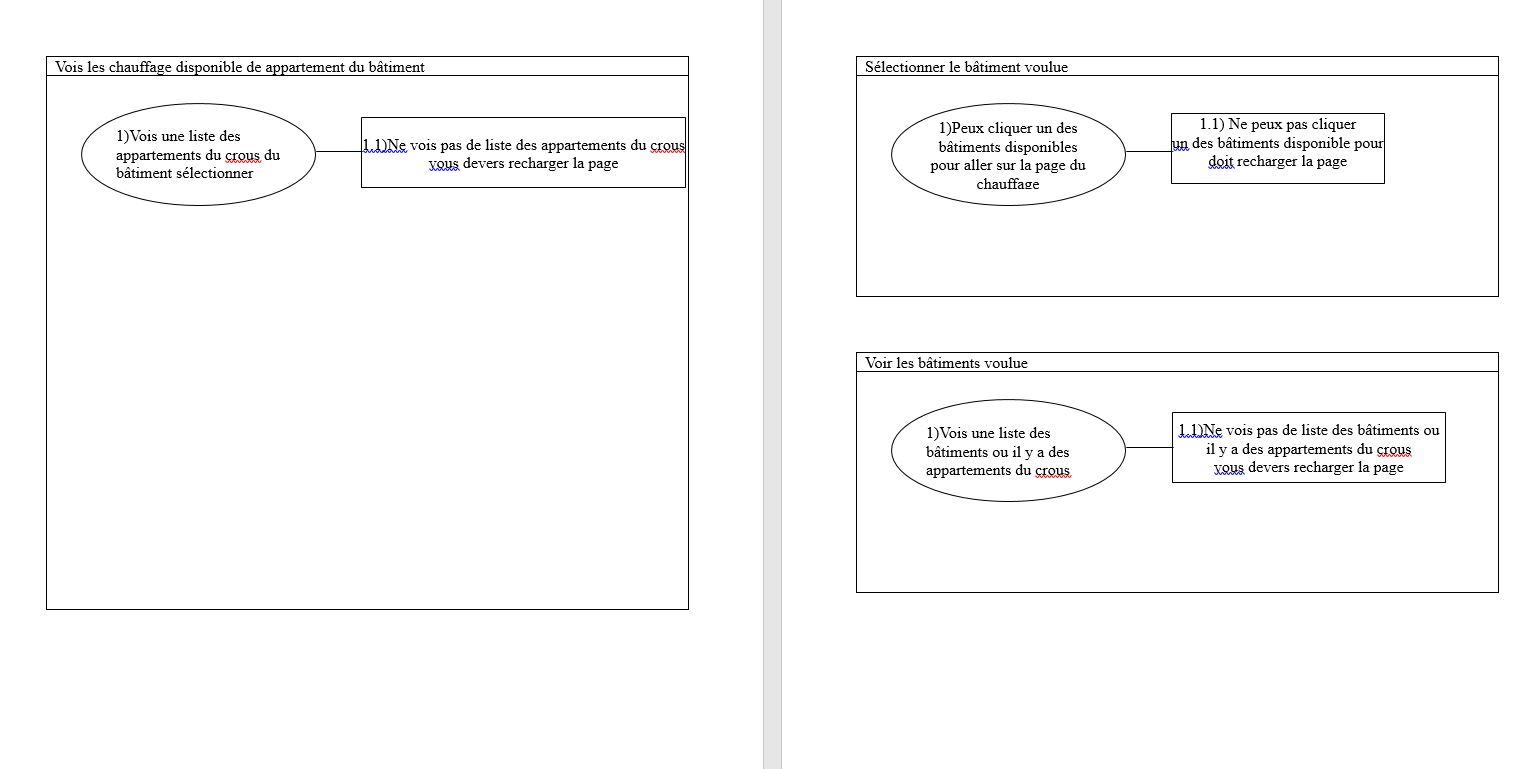 Vois les chauffage disponible de appartement du bâtiment
1)Vois une liste des
appartements du crous du
bâtiment sélectionner
1.1)Ne vois pas de liste des appartements du crous
vous devers recharger la page
Sélectionner le bâtiment voulue
1)Peux cliquer un des
bâtiments disponibles
pour aller sur la page du
chauffage
1.1) Ne peux pas cliquer
un des bâtiments disponible pour
doit recharger la page
Voir les bâtiments voulue
1)Vois une liste des
bâtiments ou il y a des
appartements du crous
1.1)Ne vois pas de liste des bâtiments ou
il y a des appartements du crous
vous devers recharger la page